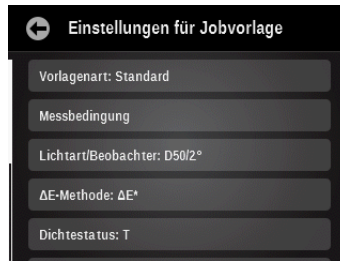 Einstellungen für Jobvorlage
Vorlagenart: Standard
Messbedingung
Lichtart/Beobachter: D50/2°
ΔE-Methode: ΔE*
Dichtestatus: T